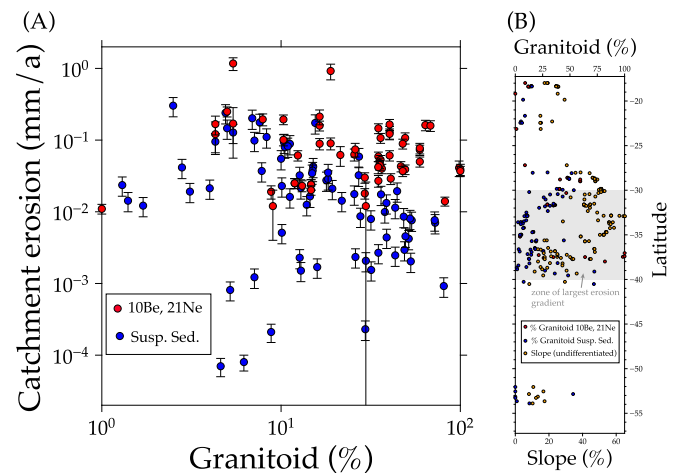 (A)
(B)
Granitoid (%)
0 25 50 75 100
Catchment erosion (mm/a)
10⁰
10⁻¹
10⁻²
10⁻³
10⁻⁴
10Be, 21Ne
Susp. Sed.
10⁰ 10¹ 10²
Granitoid (%)
−20
−25
−30
−35
−40
−45
−50
−55
Latitude
zone of largest erosion
gradient
% Granitoid 10Be, 21Ne
% Granitoid Susp. Sed.
Slope (undifferentiated)
0 20 40 60
Slope (%)